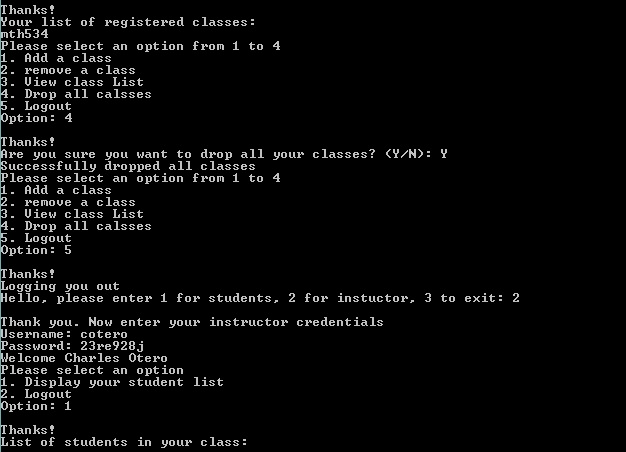 Thanks!
Your list of registered classes:
mth534
Please select an option from 1 to 4
1. Add a class
2. remove a class
3. View class List
4. Drop all calsses
5. Logout
Option: 4
Thanks!
Are you sure you want to drop all your classes? (Y/N): Y
Successfully dropped all classes
Please select an option from 1 to 4
1. Add a class
2. remove a class
3. View class List
4. Drop all calsses
5. Logout
Option: 5
Thanks!
Logging you out
Hello, please enter 1 for students, 2 for instuctor, 3 to exit: 2
Thank you. Now enter your instructor credentials
Username: cotero
Password: 23re928j
Welcome Charles Otero
Please select an option
1. Display your student list
2. Logout
Option: 1
Thanks!
List of students in your class: